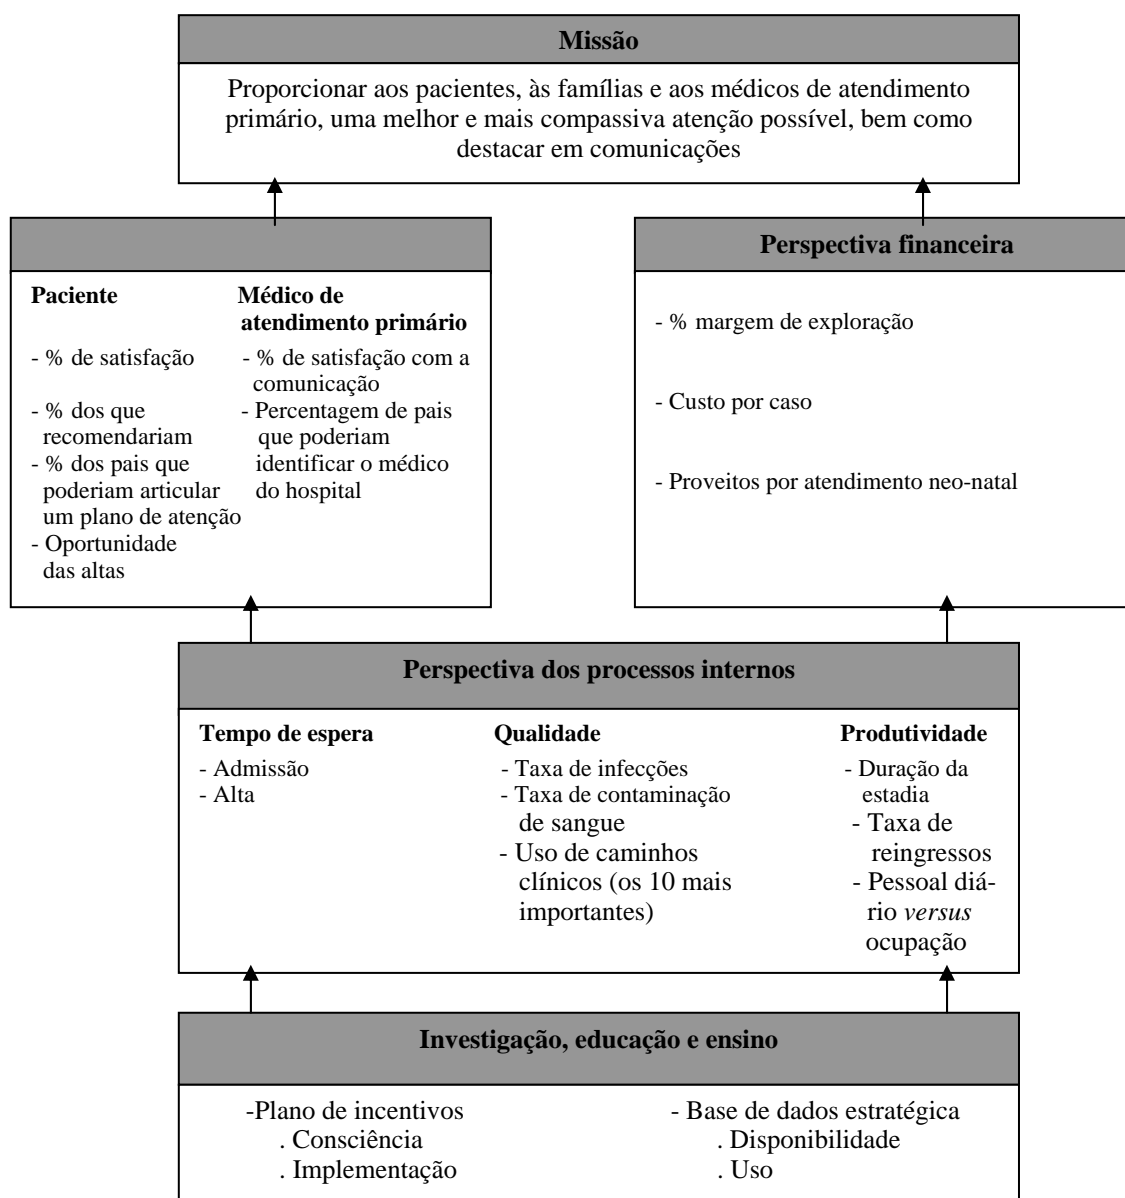 Missão
Proporcionar aos pacientes, às famílias e aos médicos de atendimento
primário, uma melhor e mais compassiva atenção possível, bem como
destacar em comunicações
Paciente
- % de satisfação
- % dos que
recomendariam
- % dos pais que
poderiam articular
um plano de atenção
- Oportunidade
das altas
Médico de
atendimento primário
- % de satisfação com a
comunicação
- Percentagem de pais
que poderiam
identificar o médico
do hospital
Perspectiva financeira
- % margem de exploração
- Custo por caso
- Proveitos por atendimento neo-natal
Perspectiva dos processos internos
Tempo de espera
- Admissão
- Alta
Qualidade
- Taxa de infecções
- Taxa de contaminação
de sangue
- Uso de caminhos
clínicos (os 10 mais
importantes)
Produtividade
- Duração da
estadia
- Taxa de
reingressos
- Pessoal diá-
rio versus
ocupação
Investigação, educação e ensino
-Plano de incentivos
. Consciência
. Implementação
- Base de dados estratégica
. Disponibilidade
. Uso